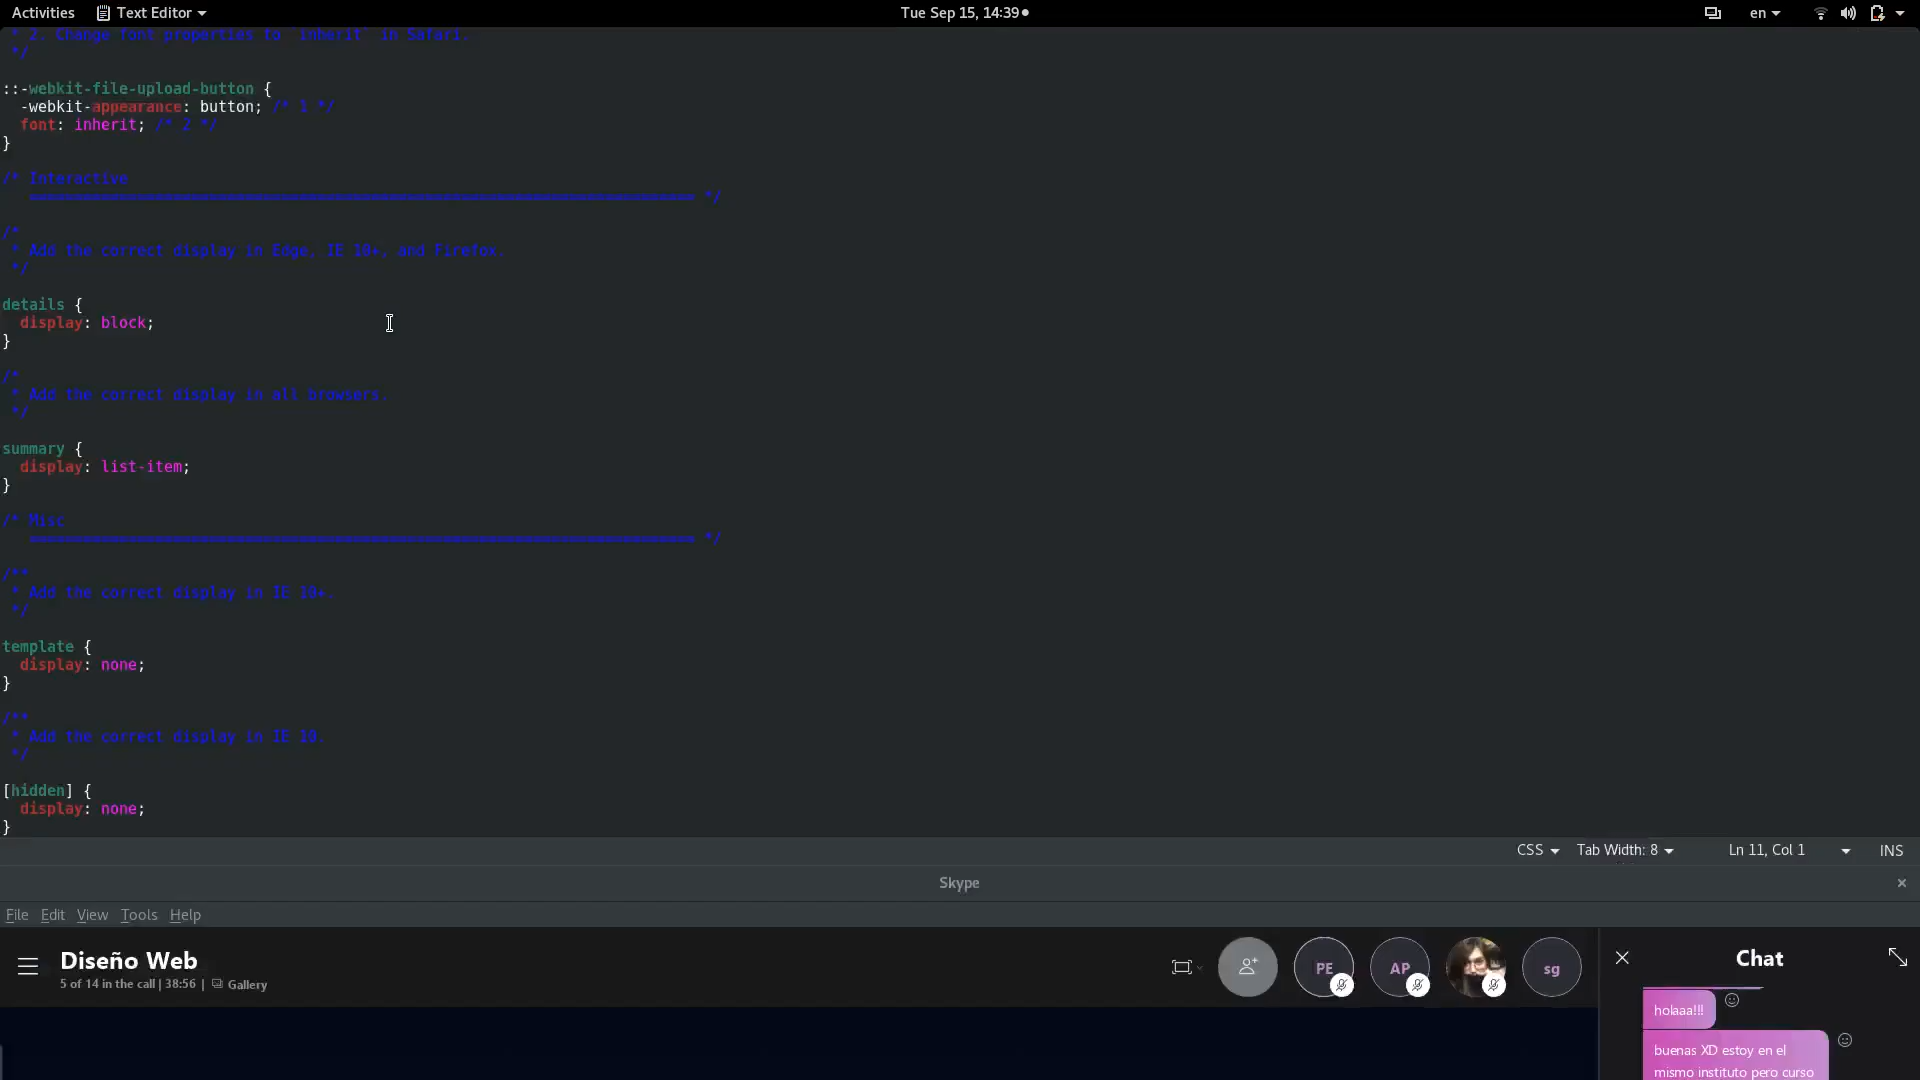 Activities Text Editor Tue Sep 15, 14:39 en
* 2. Change font properties to `inherit` in Safari.
*/
::-webkit-file-upload-button {
-webkit-appearance: button; /* 1 */
font: inherit; /* 2 */
}
/* Interactive
========================================================================== */
/*
* Add the correct display in Edge, IE 10+, and Firefox.
*/
details {
display: block;
}
/*
* Add the correct display in all browsers.
*/
summary {
display: list-item;
}
/* Misc
========================================================================== */
/**
* Add the correct display in IE 10+.
*/
template {
display: none;
}
/**
* Add the correct display in IE 10.
*/
[hidden] {
display: none;
}
CSS Tab Width: 8 Ln 11, Col 1 INS
Skype
File Edit View Tools Help
Diseño Web
5 of 14 in the call | 38:56 | Gallery
PE AP sg
Chat
holaaa!!!
buenas XD estoy en el
mismo instituto pero curso